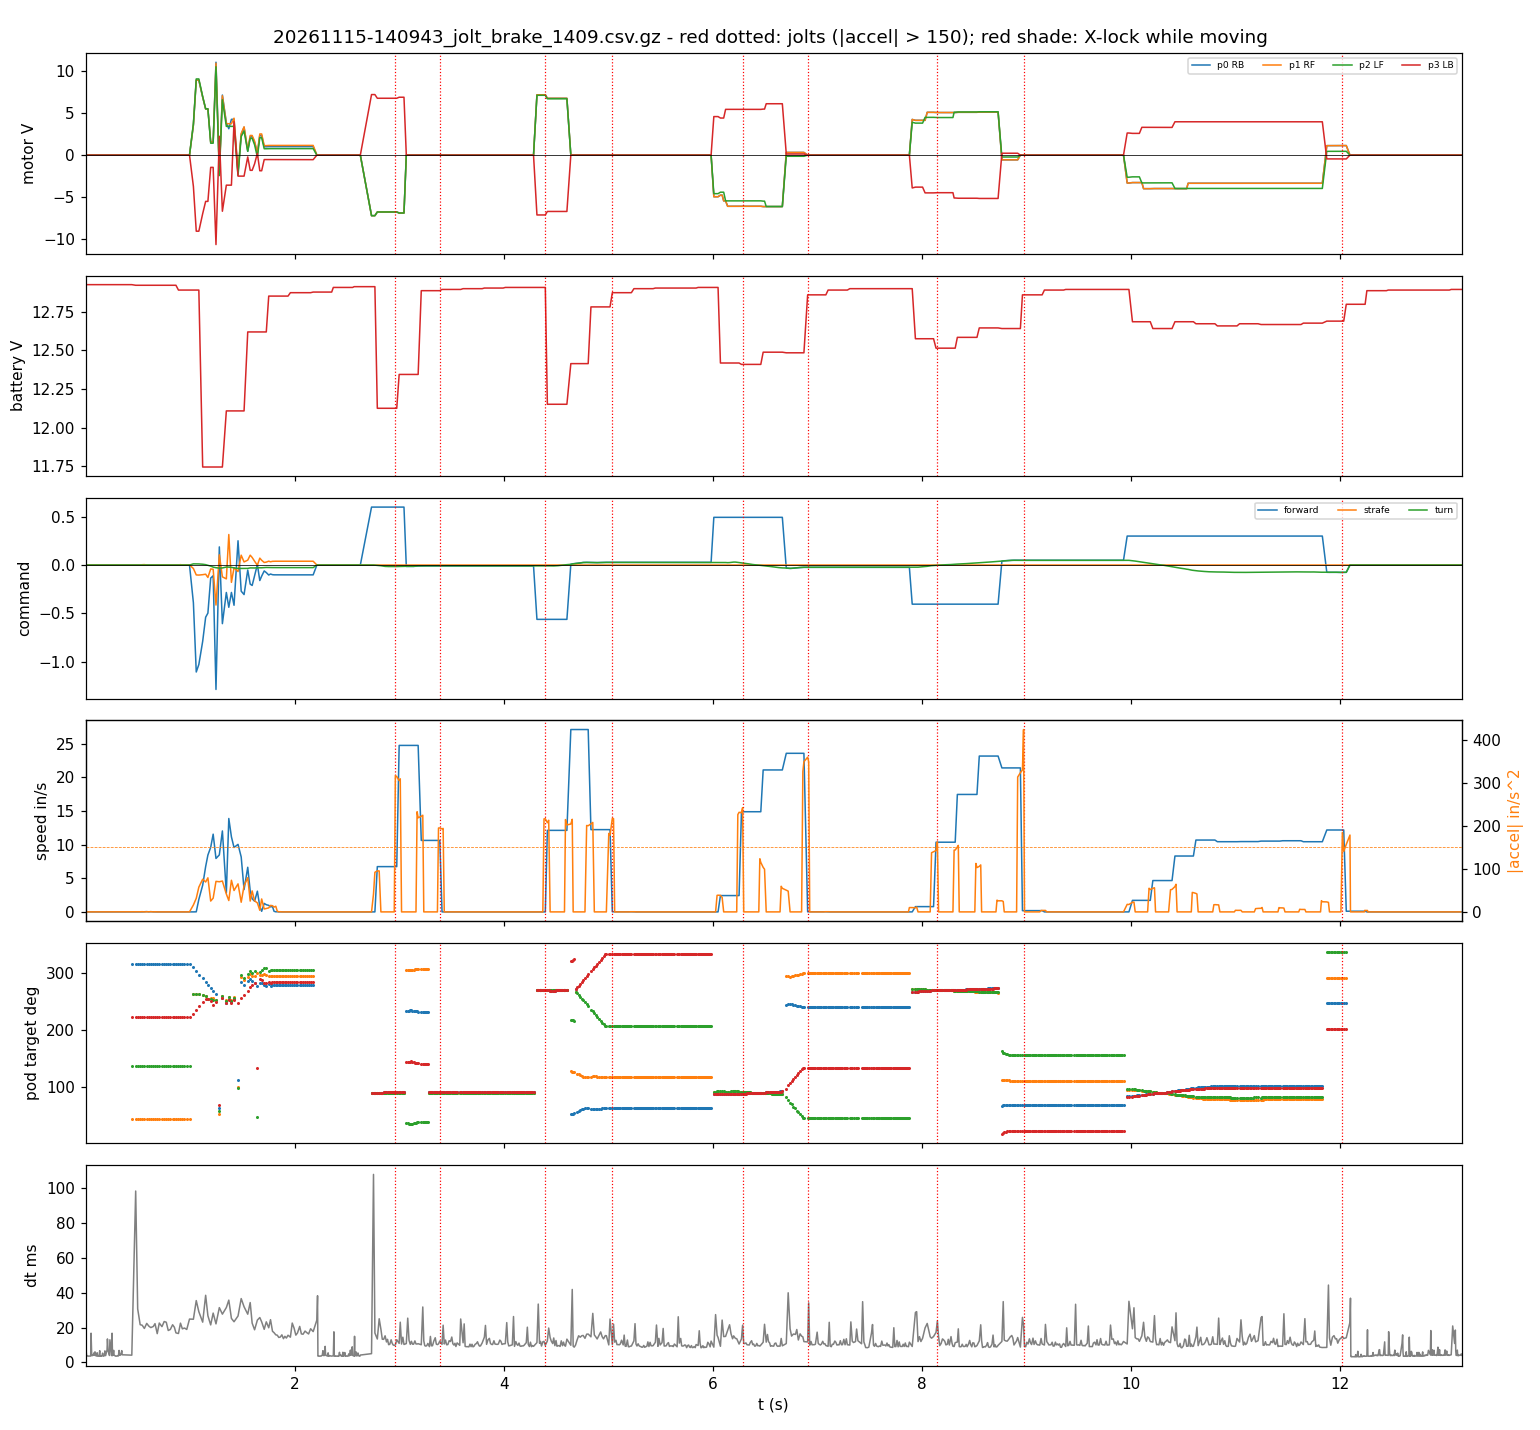 20261115-140943_jolt_brake_1409.csv.gz - red dotted: jolts (|accel| > 150); red shade: X-lock while moving
motor V
10
5
0
−5
−10
p0 RB p1 RF p2 LF p3 LB
battery V
12.75
12.50
12.25
12.00
11.75
command
0.5
0.0
−0.5
−1.0
forward strafe turn
speed in/s
25
20
15
10
5
0
400
300
200
100
0
|accel| in/s^2
pod target deg
300
200
100
dt ms
100
80
60
40
20
0
2 4 6 8 10 12
t (s)